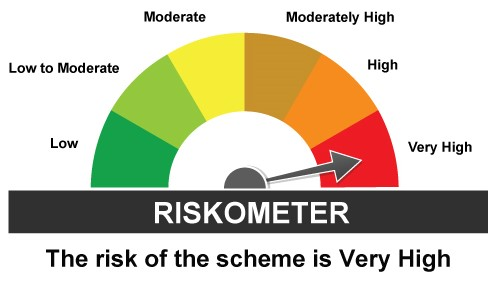 Moderate
Moderately High
Low to Moderate
High
Low
Very High
RISKOMETER
The risk of the scheme is Very High